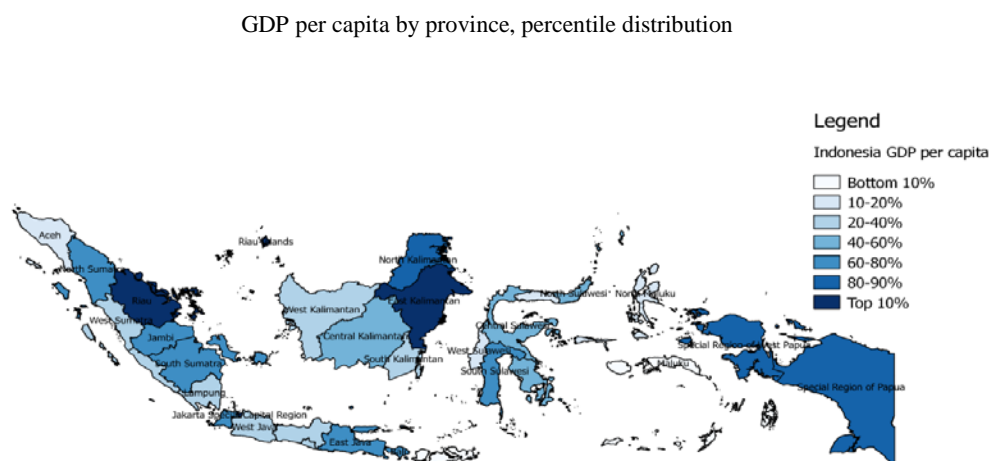 GDP per capita by province, percentile distribution
Legend
Indonesia GDP per capita
Bottom 10%
10-20%
20-40%
40-60%
60-80%
80-90%
Top 10%
Aceh
Riau Islands
North Sumatra
North Kalimantan
Riau
East Kalimantan
North Sulawesi
North Maluku
West Kalimantan
West Sumatra
Jambi
Central Kalimantan
Central Sulawesi
Special Region of West Papua
South Sumatra
South Kalimantan
West Sulawesi
South Sulawesi
Maluku
Special Region of Papua
Lampung
Jakarta Special Capital Region
West Java
East Java